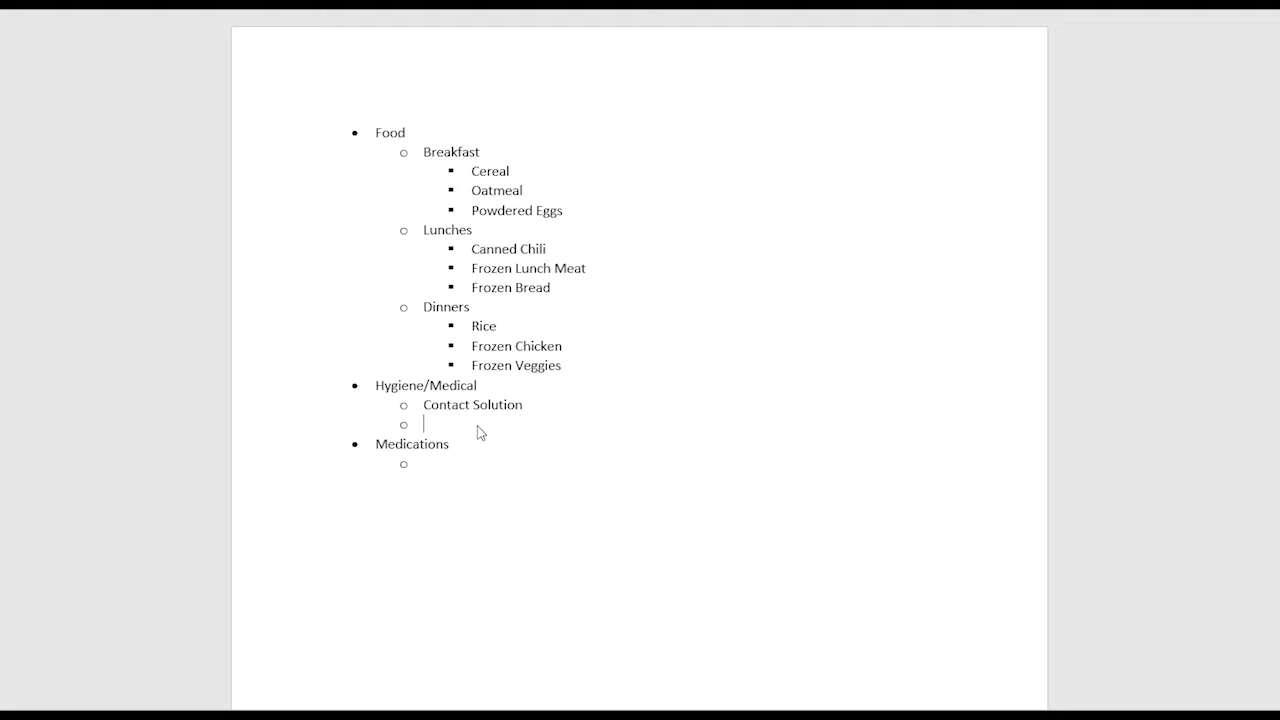 • Food
o Breakfast
▪ Cereal
▪ Oatmeal
▪ Powdered Eggs
o Lunches
▪ Canned Chili
▪ Frozen Lunch Meat
▪ Frozen Bread
o Dinners
▪ Rice
▪ Frozen Chicken
▪ Frozen Veggies
• Hygiene/Medical
o Contact Solution
o
• Medications
o